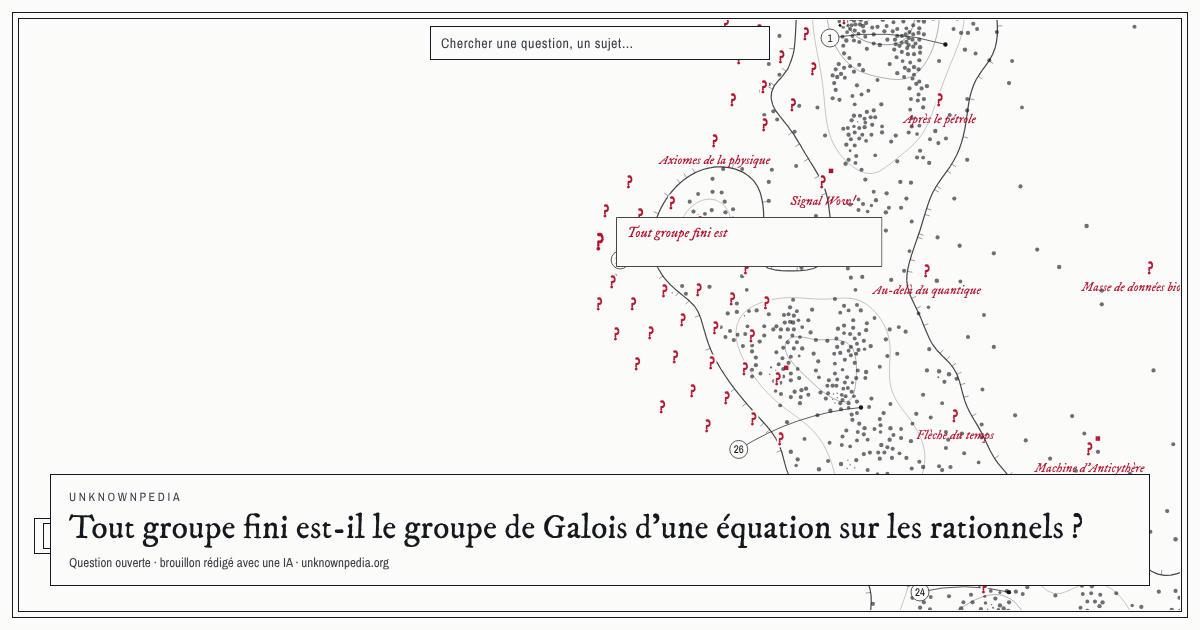 Chercher une question, un sujet...
1
Après le pétrole
Axiomes de la physique
Signal Wow!
Tout groupe fini est
Au-delà du quantique
Masse de données bio
Flèche du temps
26
Machine d'Anticythère
UNKNOWNPEDIA
Tout groupe fini est-il le groupe de Galois d'une équation sur les rationnels ?
Question ouverte · brouillon rédigé avec une IA · unknownpedia.org
24